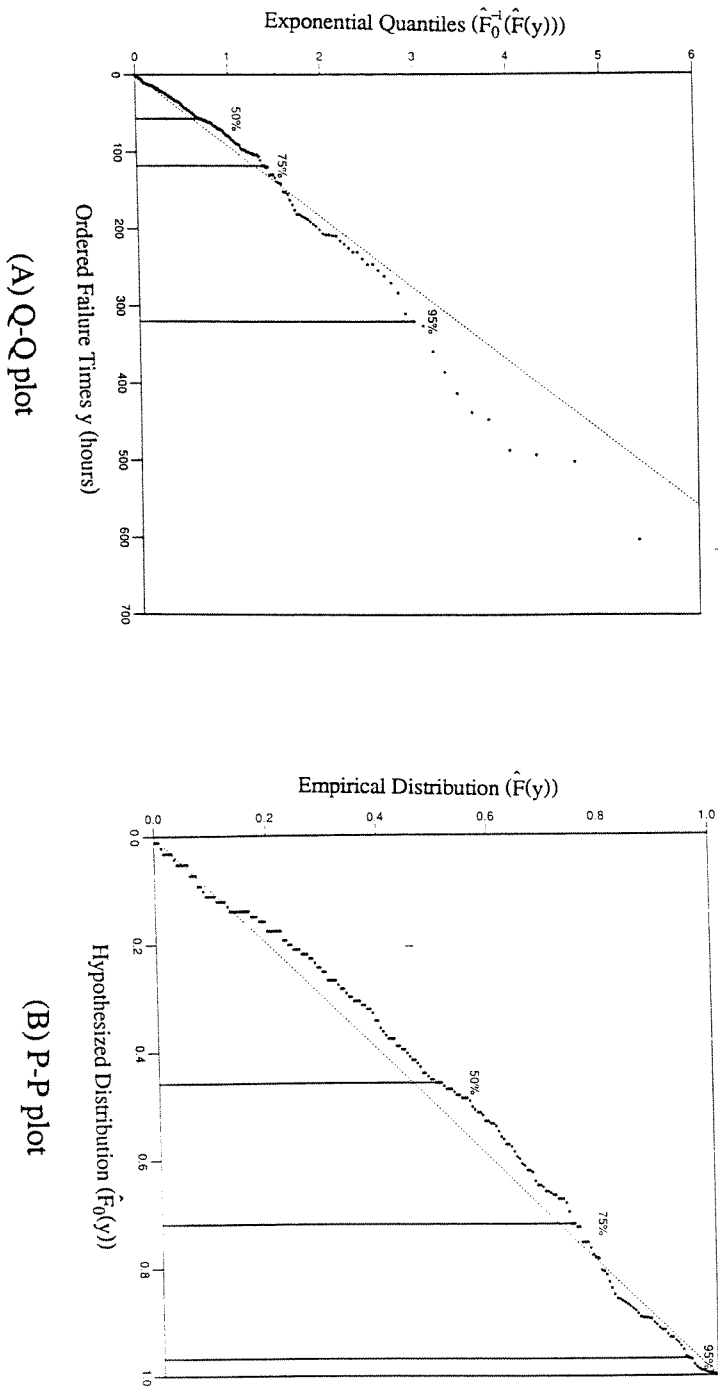 Exponential Quantiles (F̂₀⁻¹(F̂(y)))
0 1 2 3 4 5 6
50%
75%
95%
0 100 200 300 400 500 600 700
Ordered Failure Times y (hours)
(A) Q-Q plot
Empirical Distribution (F̂(y))
0.0 0.2 0.4 0.6 0.8 1.0
50%
75%
95%
0.0 0.2 0.4 0.6 0.8 1.0
Hypothesized Distribution (F̂₀(y))
(B) P-P plot